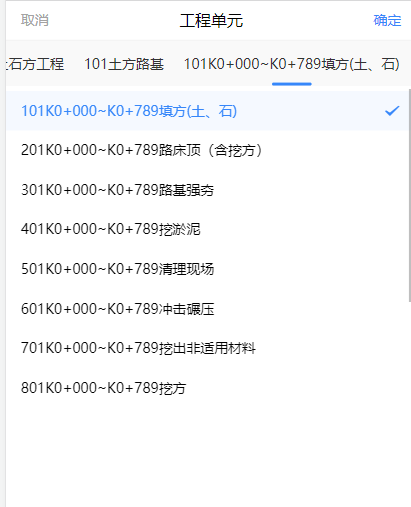 取消 工程单元 确定
石方工程 101土方路基 101K0+000~K0+789填方(土、石)
101K0+000~K0+789填方(土、石)
201K0+000~K0+789路床顶（含挖方）
301K0+000~K0+789路基强夯
401K0+000~K0+789挖淤泥
501K0+000~K0+789清理现场
601K0+000~K0+789冲击碾压
701K0+000~K0+789挖出非适用材料
801K0+000~K0+789挖方